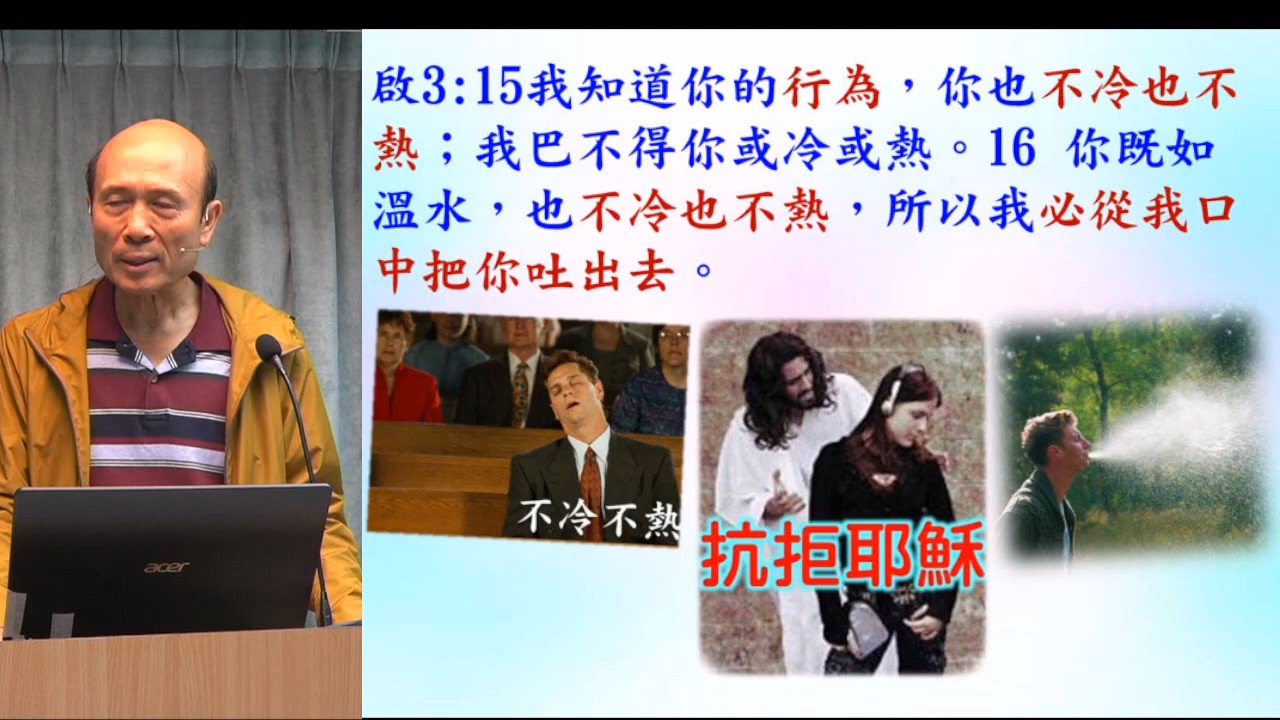 啟3:15我知道你的行為，你也不冷也不
熱；我巴不得你或冷或熱。16 你既如
溫水，也不冷也不熱，所以我必從我口
中把你吐出去。
不冷不熱
抗拒耶穌
acer